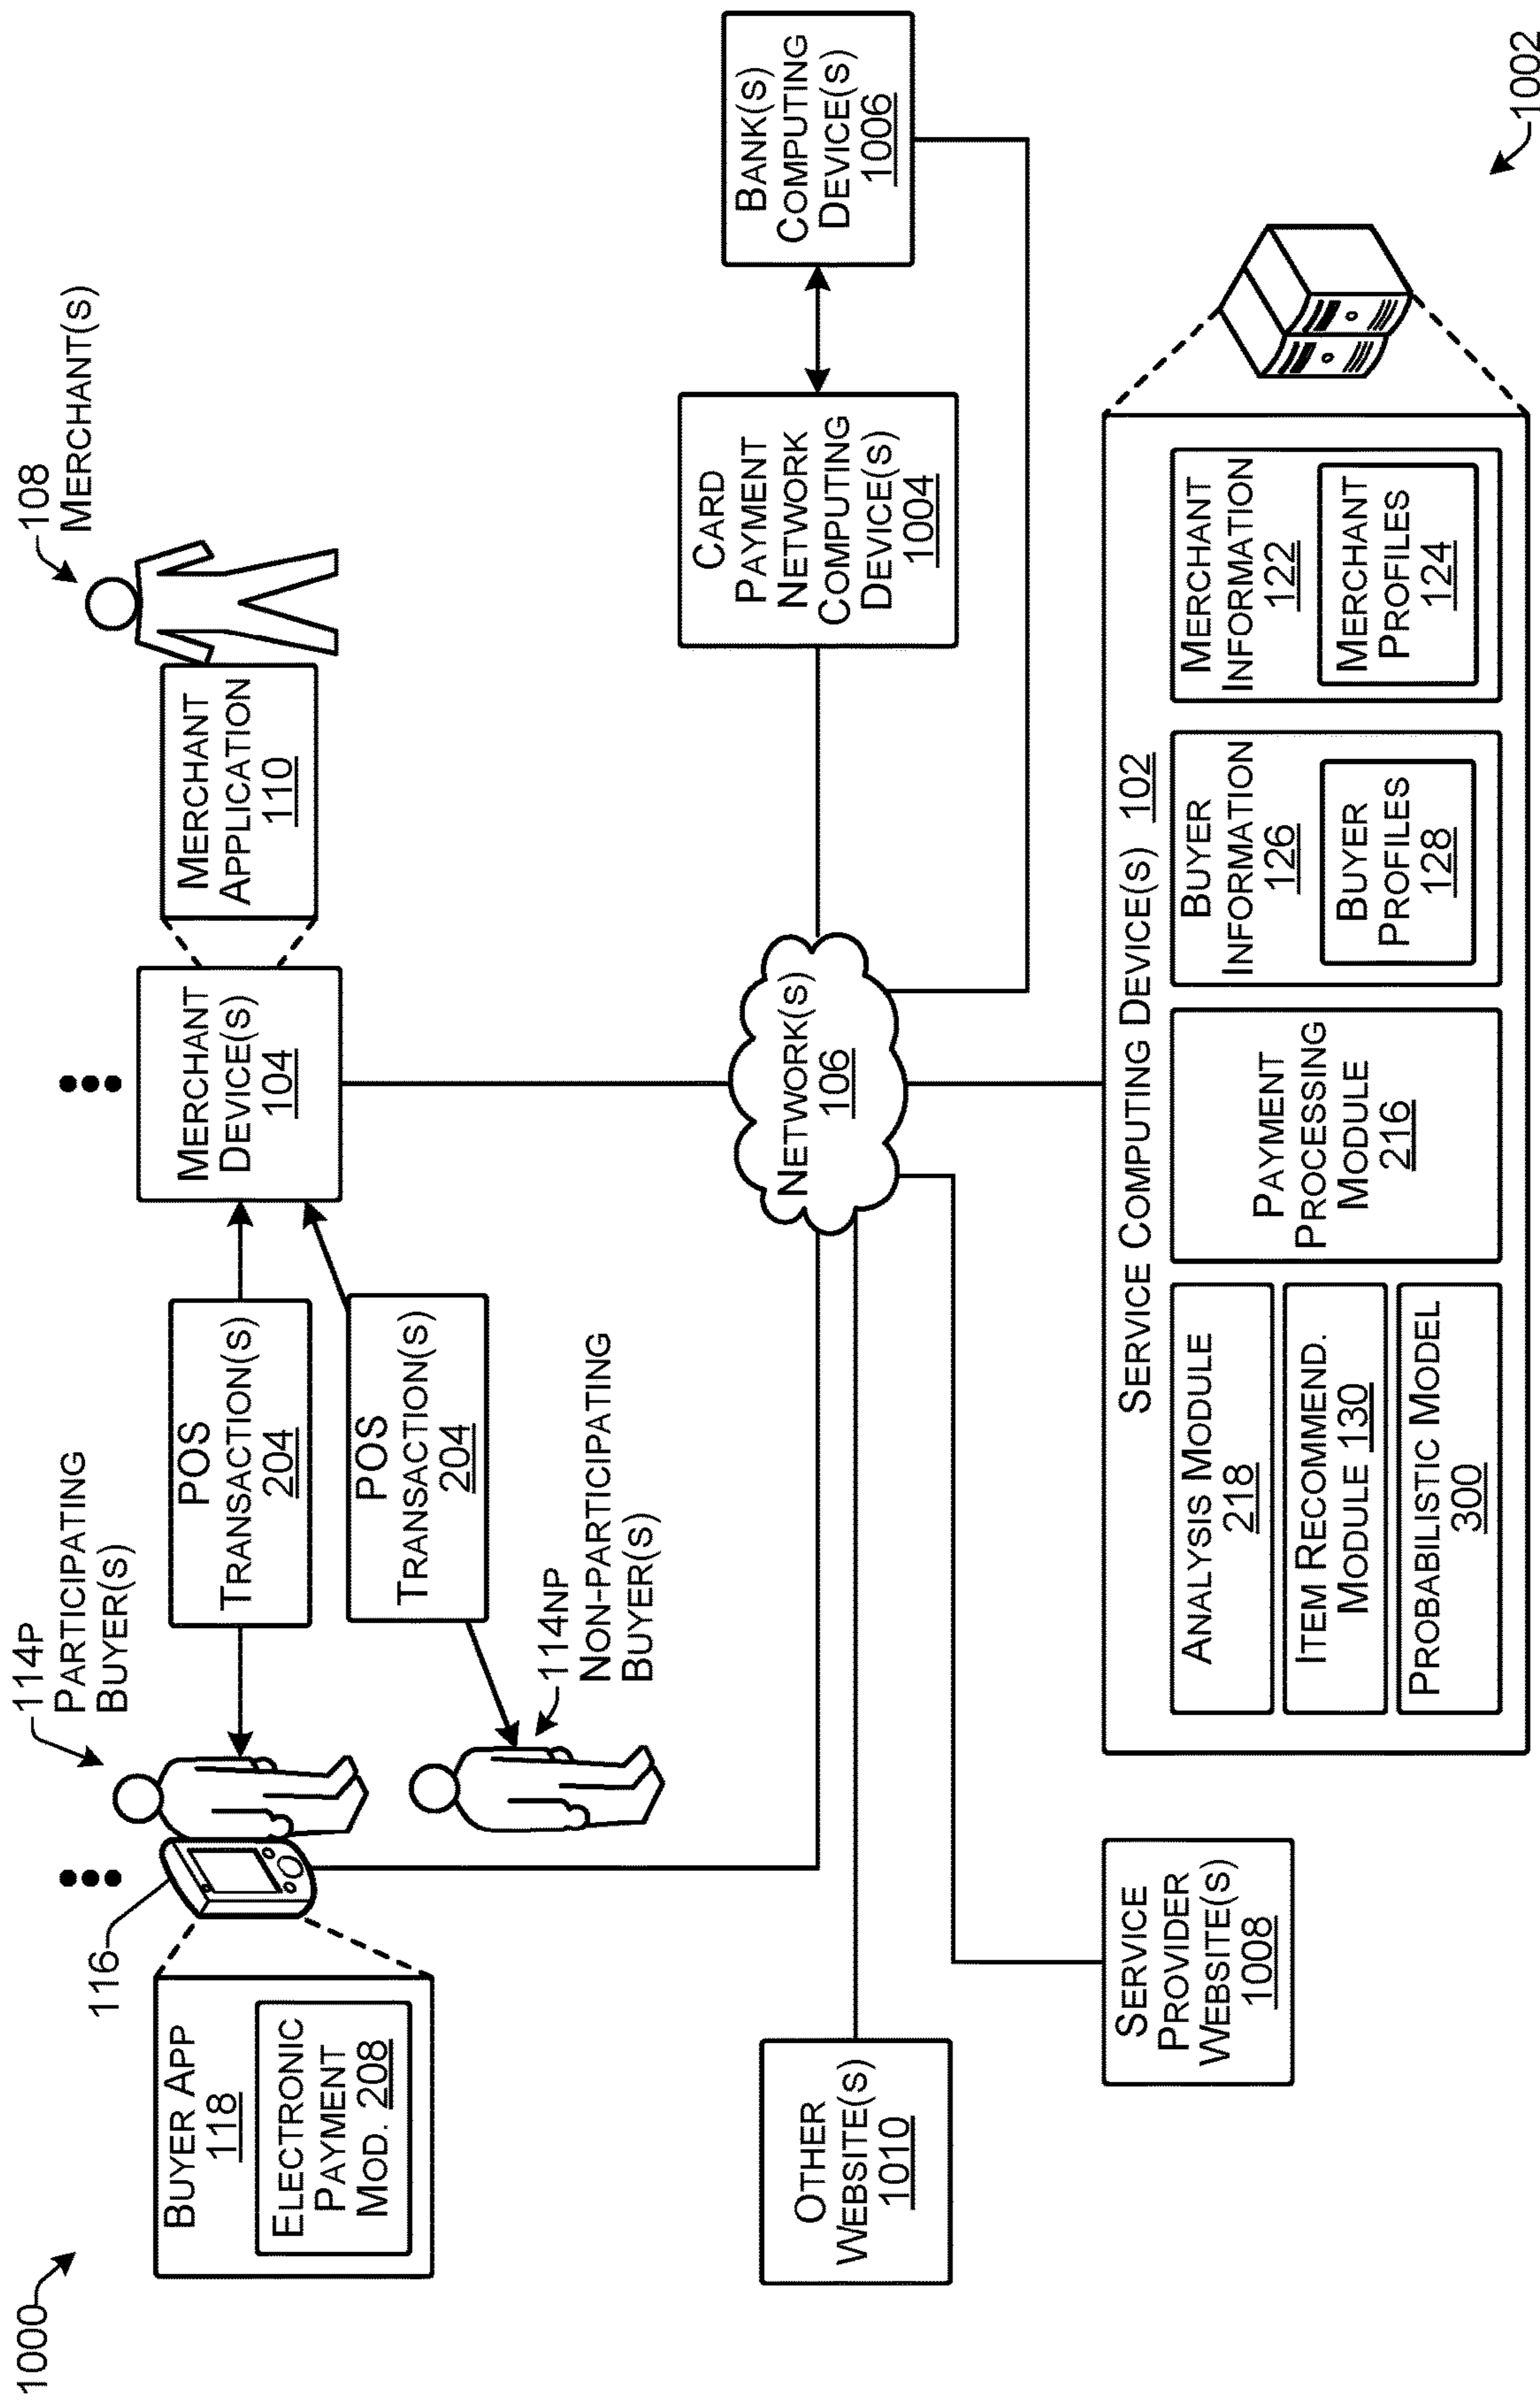 1000
116
BUYER APP
118
ELECTRONIC
PAYMENT
MOD. 208
114P
PARTICIPATING
BUYER(S)
POS
TRANSACTION(S)
204
POS
TRANSACTION(S)
204
114NP
NON-PARTICIPATING
BUYER(S)
MERCHANT
DEVICE(S)
104
MERCHANT
APPLICATION
110
108
MERCHANT(S)
OTHER
WEBSITE(S)
1010
NETWORK(S)
106
CARD
PAYMENT
NETWORK
COMPUTING
DEVICE(S)
1004
BANK(S)
COMPUTING
DEVICE(S)
1006
SERVICE
PROVIDER
WEBSITE(S)
1008
SERVICE COMPUTING DEVICE(S) 102
ANALYSIS MODULE
218
ITEM RECOMMEND.
MODULE 130
PROBABILISTIC MODEL
300
PAYMENT
PROCESSING
MODULE
216
BUYER
INFORMATION
126
BUYER
PROFILES
128
MERCHANT
INFORMATION
122
MERCHANT
PROFILES
124
1002